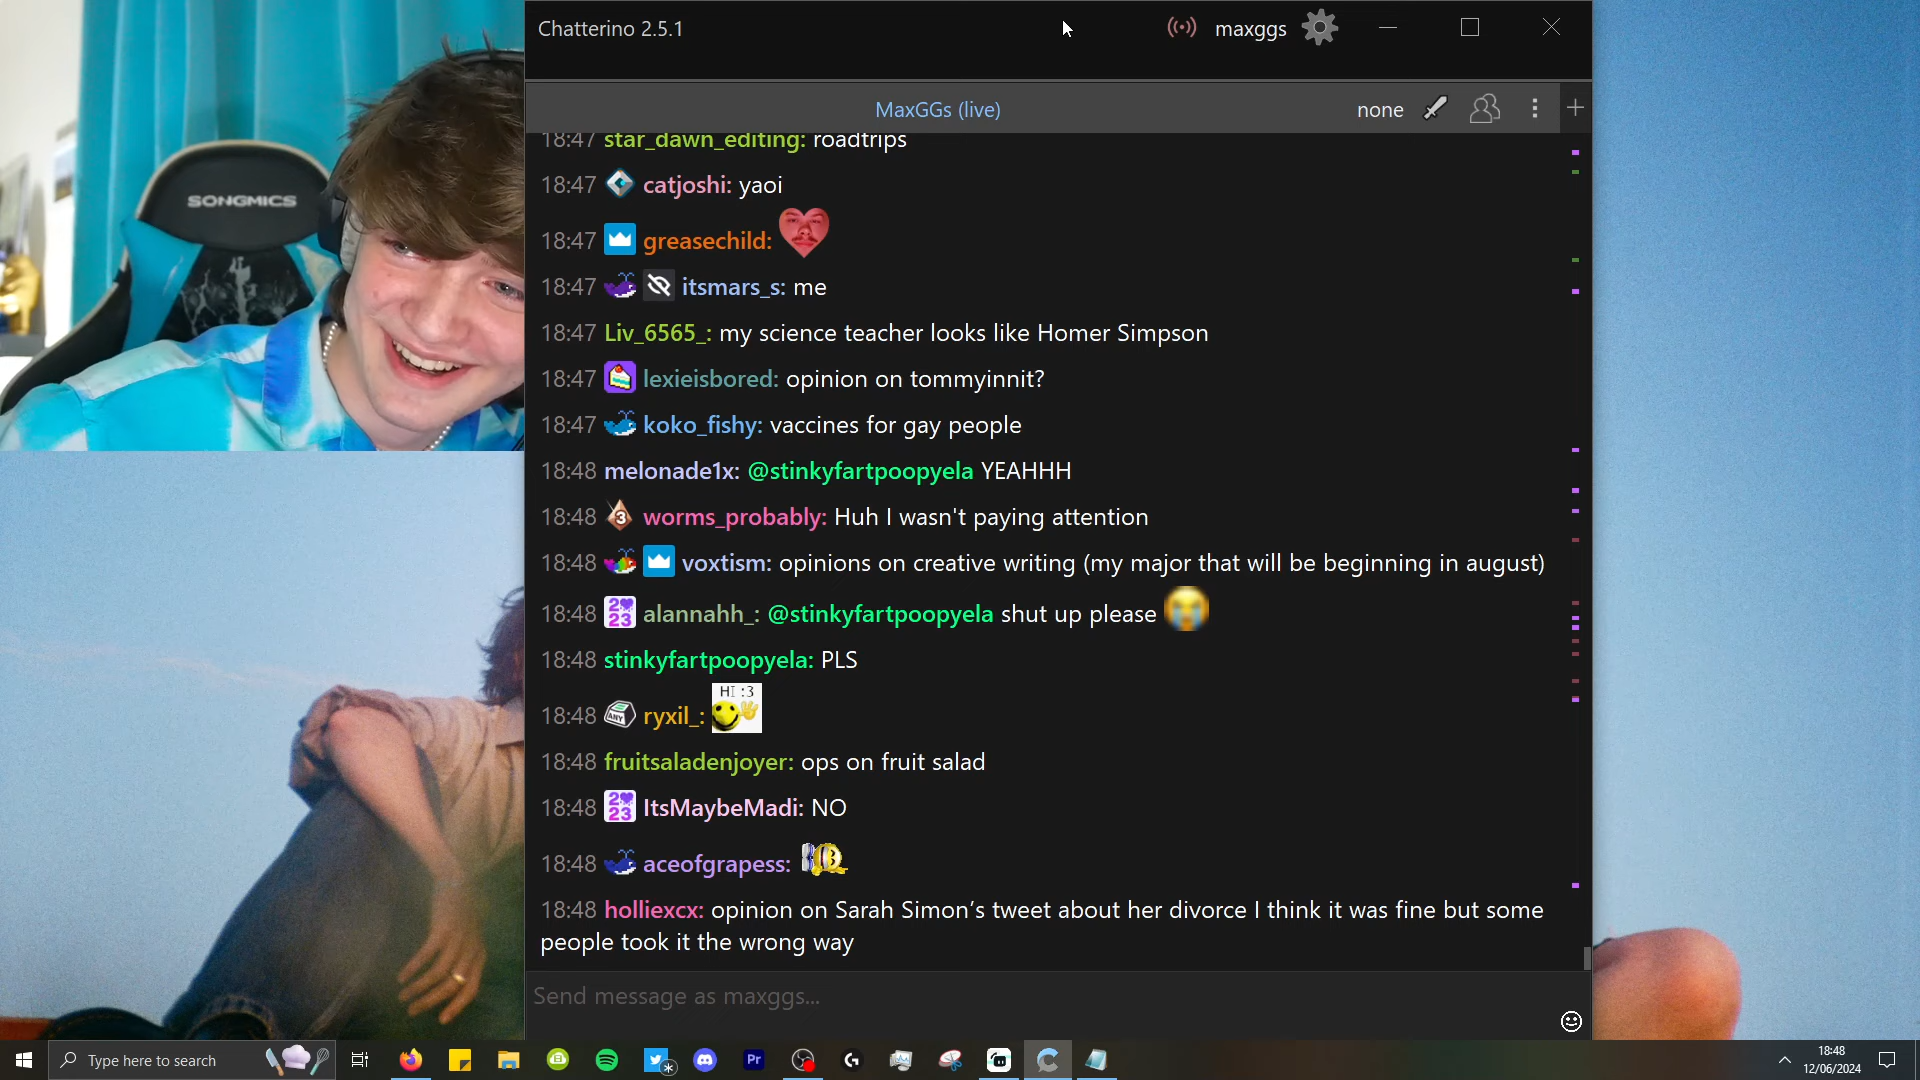 Chatterino 2.5.1
maxggs
MaxGGs (live)
none
SONGMICS
18:47 star_dawn_editing: roadtrips
18:47 catjoshi: yaoi
18:47 greasechild:
18:47 itsmars_s: me
18:47 Liv_6565_: my science teacher looks like Homer Simpson
18:47 lexieisbored: opinion on tommyinnit?
18:47 koko_fishy: vaccines for gay people
18:48 melonade1x: @stinkyfartpoopyela YEAHHH
18:48 3 worms_probably: Huh I wasn't paying attention
18:48 voxtism: opinions on creative writing (my major that will be beginning in august)
18:48 2023 alannahh_: @stinkyfartpoopyela shut up please
18:48 stinkyfartpoopyela: PLS
HI :3
18:48 ANY ryxil_:
18:48 fruitsaladenjoyer: ops on fruit salad
18:48 2023 ItsMaybeMadi: NO
18:48 aceofgrapess:
18:48 holliexcx: opinion on Sarah Simon’s tweet about her divorce I think it was fine but some
people took it the wrong way
Send message as maxggs...
Type here to search
Pr
18:48
12/06/2024